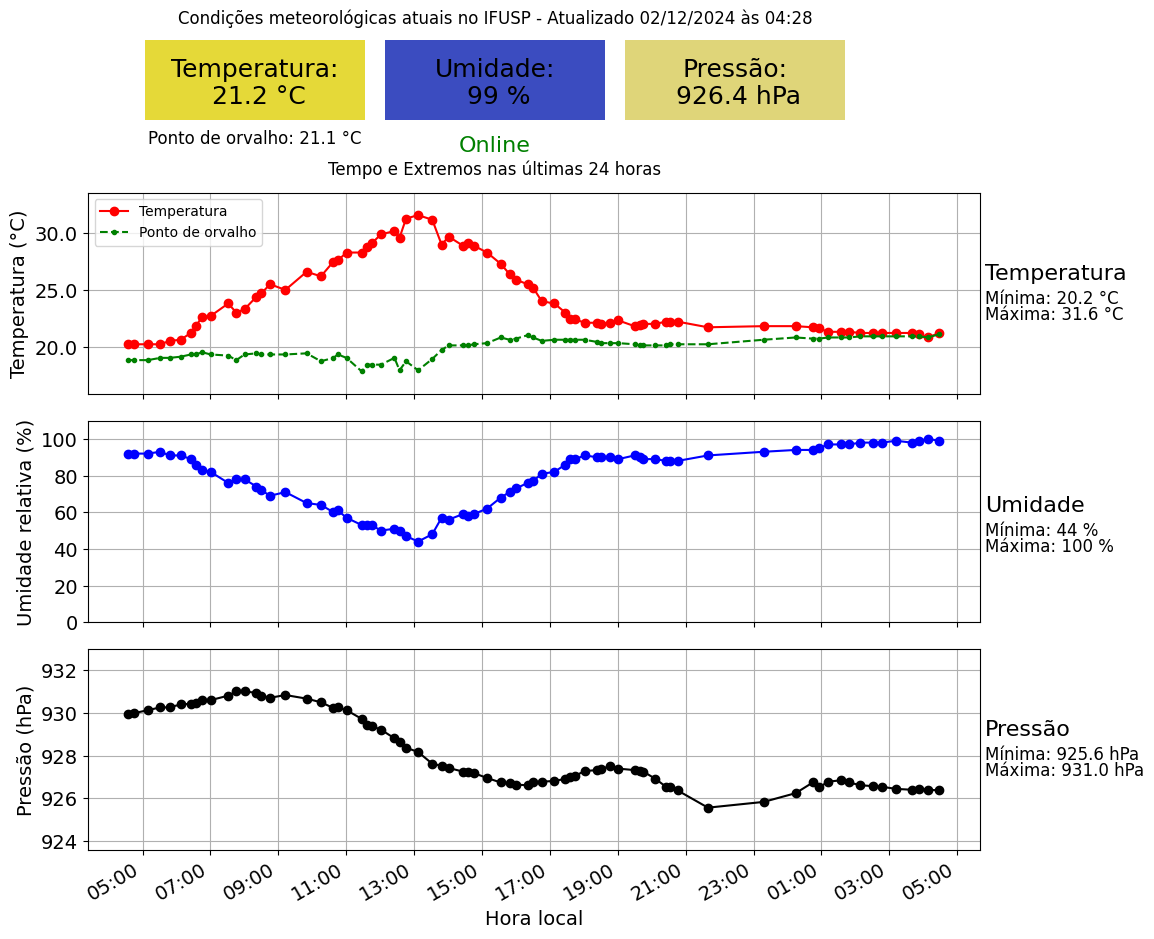 Condições meteorológicas atuais no IFUSP - Atualizado 02/12/2024 às 04:28
Temperatura:
21.2 °C
Umidade:
99 %
Pressão:
926.4 hPa
Ponto de orvalho: 21.1 °C
Online
Tempo e Extremos nas últimas 24 horas
Temperatura
Ponto de orvalho
Temperatura (°C)
30.0
25.0
20.0
Temperatura
Mínima: 20.2 °C
Máxima: 31.6 °C
Umidade relativa (%)
100
80
60
40
20
0
Umidade
Mínima: 44 %
Máxima: 100 %
Pressão (hPa)
932
930
928
926
924
Pressão
Mínima: 925.6 hPa
Máxima: 931.0 hPa
05:00 07:00 09:00 11:00 13:00 15:00 17:00 19:00 21:00 23:00 01:00 03:00 05:00
Hora local